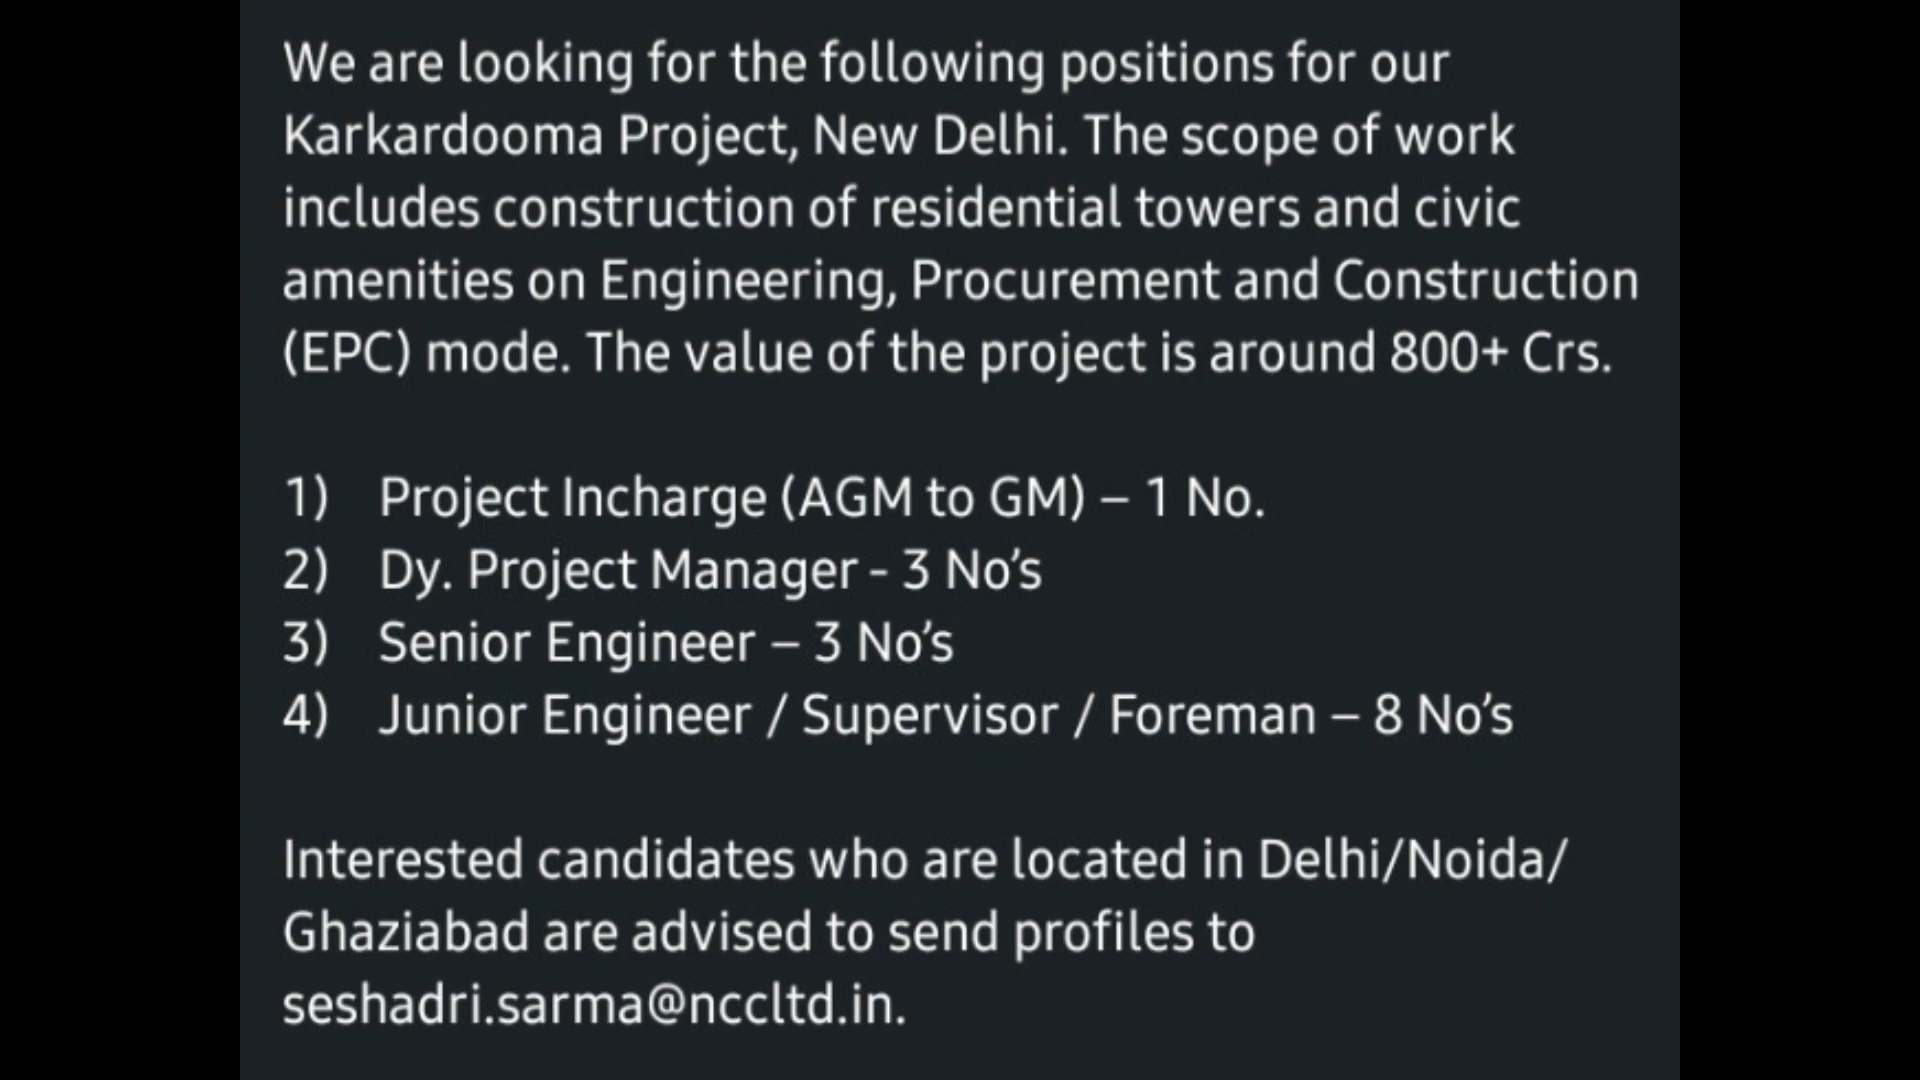 We are looking for the following positions for our
Karkardooma Project, New Delhi. The scope of work
includes construction of residential towers and civic
amenities on Engineering, Procurement and Construction
(EPC) mode. The value of the project is around 800+ Crs.
1) Project Incharge (AGM to GM) – 1 No.
2) Dy. Project Manager - 3 No’s
3) Senior Engineer – 3 No’s
4) Junior Engineer / Supervisor / Foreman – 8 No’s
Interested candidates who are located in Delhi/Noida/
Ghaziabad are advised to send profiles to
seshadri.sarma@nccltd.in.